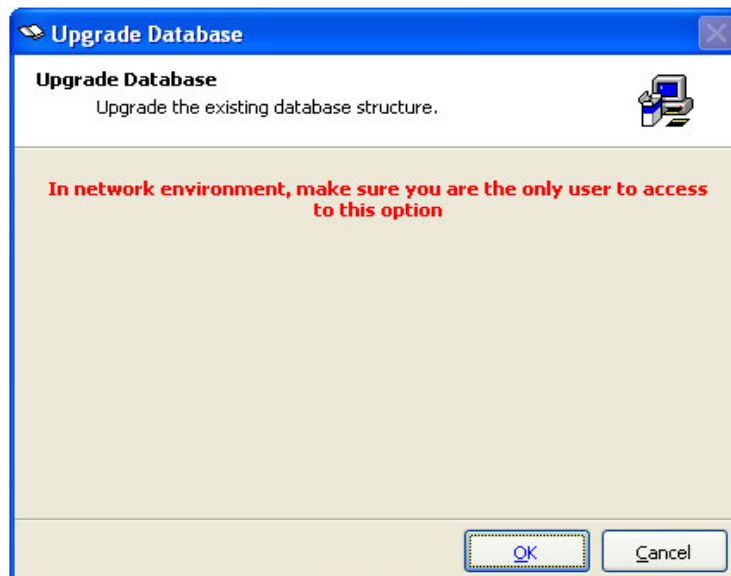 Upgrade Database
Upgrade Database
Upgrade the existing database structure.
In network environment, make sure you are the only user to access
to this option
OK
Cancel